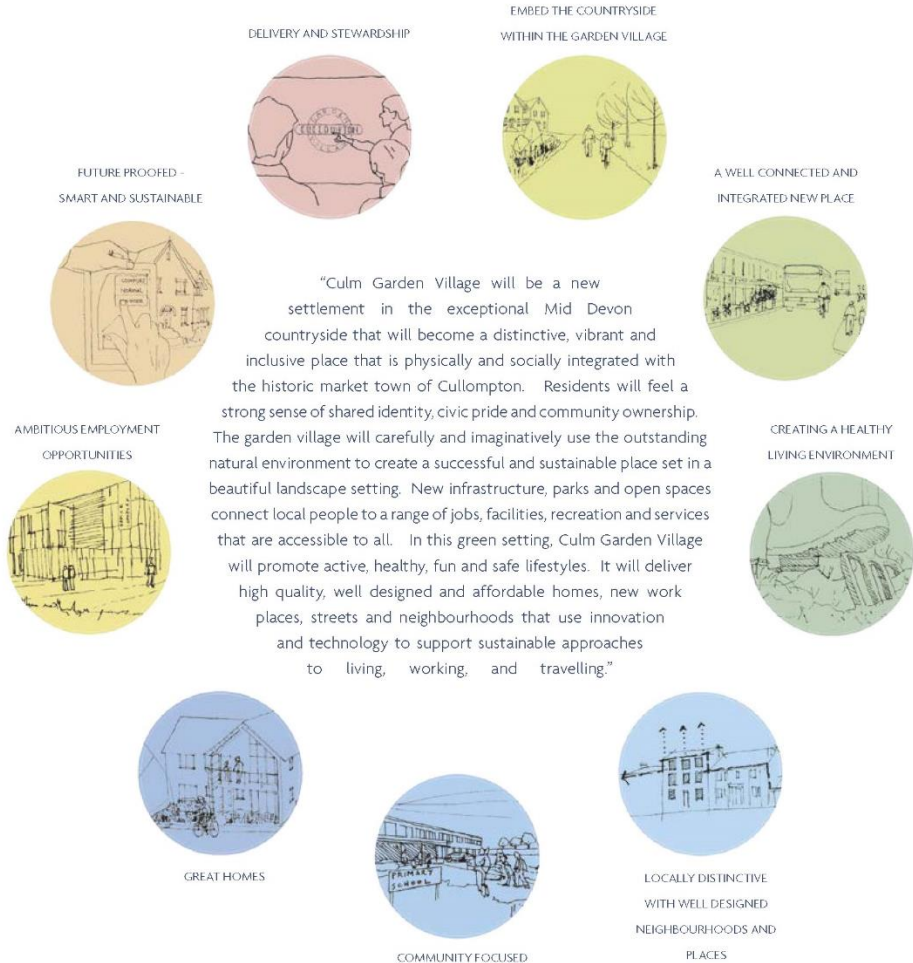 EMBED THE COUNTRYSIDE
WITHIN THE GARDEN VILLAGE
DELIVERY AND STEWARDSHIP
FUTURE PROOFED -
SMART AND SUSTAINABLE
A WELL CONNECTED AND
INTEGRATED NEW PLACE
"Culm Garden Village will be a new
settlement in the exceptional Mid Devon
countryside that will become a distinctive, vibrant and
inclusive place that is physically and socially integrated with
the historic market town of Cullompton. Residents will feel a
strong sense of shared identity, civic pride and community ownership.
The garden village will carefully and imaginatively use the outstanding
natural environment to create a successful and sustainable place set in a
beautiful landscape setting. New infrastructure, parks and open spaces
connect local people to a range of jobs, facilities, recreation and services
that are accessible to all. In this green setting, Culm Garden Village
will promote active, healthy, fun and safe lifestyles. It will deliver
high quality, well designed and affordable homes, new work
places, streets and neighbourhoods that use innovation
and technology to support sustainable approaches
to living, working, and travelling."
AMBITIOUS EMPLOYMENT
OPPORTUNITIES
CREATING A HEALTHY
LIVING ENVIRONMENT
GREAT HOMES
PRIMARY
SCHOOL
COMMUNITY FOCUSED
LOCALLY DISTINCTIVE
WITH WELL DESIGNED
NEIGHBOURHOODS AND
PLACES